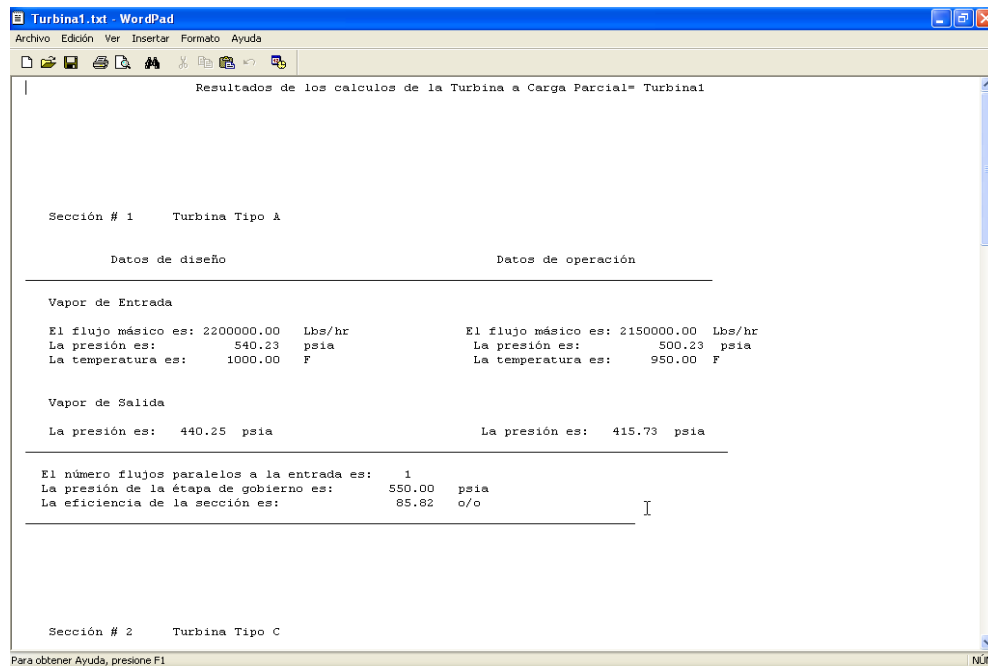 Turbina1.txt - WordPad
Archivo Edición Ver Insertar Formato Ayuda
Resultados de los calculos de la Turbina a Carga Parcial= Turbina1
Sección # 1 Turbina Tipo A
Datos de diseño Datos de operación
Vapor de Entrada
El flujo másico es: 2200000.00 Lbs/hr El flujo másico es: 2150000.00 Lbs/hr
La presión es: 540.23 psia La presión es: 500.23 psia
La temperatura es: 1000.00 F La temperatura es: 950.00 F
Vapor de Salida
La presión es: 440.25 psia La presión es: 415.73 psia
El número flujos paralelos a la entrada es: 1
La presión de la étapa de gobierno es: 550.00 psia
La eficiencia de la sección es: 85.82 o/o
Sección # 2 Turbina Tipo C
Para obtener Ayuda, presione F1